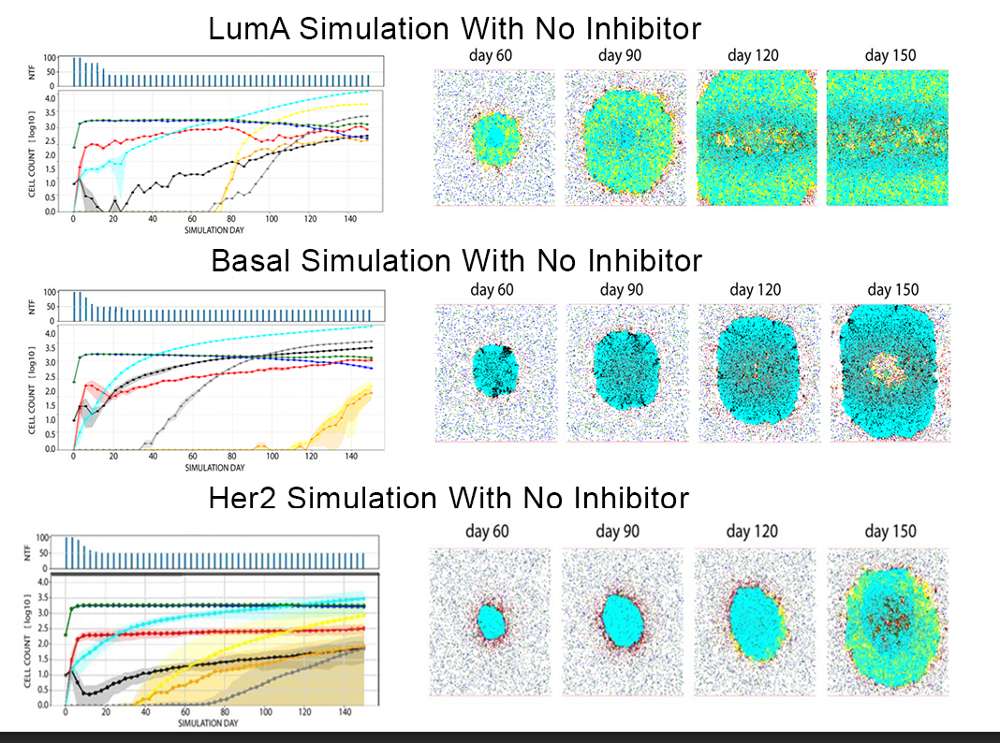 LumA Simulation With No Inhibitor
day 60 day 90 day 120 day 150
NTF
100
50
0
CELL COUNT [ log10 ]
4.0
3.5
3.0
2.5
2.0
1.5
1.0
0.5
0.0
0 20 40 60 80 100 120 140
SIMULATION DAY
Basal Simulation With No Inhibitor
day 60 day 90 day 120 day 150
NTF
100
50
0
CELL COUNT [ log10 ]
4.0
3.5
3.0
2.5
2.0
1.5
1.0
0.5
0.0
0 20 40 60 80 100 120 140
SIMULATION DAY
Her2 Simulation With No Inhibitor
day 60 day 90 day 120 day 150
NTF
100
50
0
CELL COUNT [ log10 ]
4.0
3.5
3.0
2.5
2.0
1.5
1.0
0.5
0.0
0 20 40 60 80 100 120 140
SIMULATION DAY